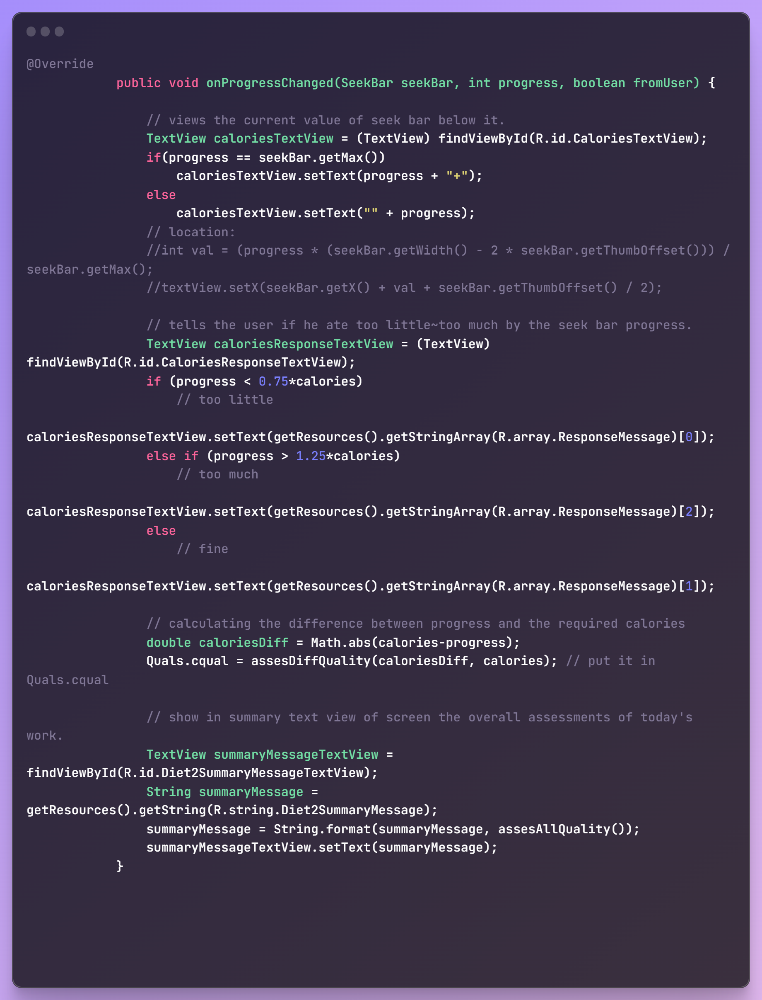 @Override
            public void onProgressChanged(SeekBar seekBar, int progress, boolean fromUser) {

                // views the current value of seek bar below it.
                TextView caloriesTextView = (TextView) findViewById(R.id.CaloriesTextView);
                if(progress == seekBar.getMax())
                    caloriesTextView.setText(progress + "+");
                else
                    caloriesTextView.setText("" + progress);
                // location:
                //int val = (progress * (seekBar.getWidth() - 2 * seekBar.getThumbOffset())) /
seekBar.getMax();
                //textView.setX(seekBar.getX() + val + seekBar.getThumbOffset() / 2);

                // tells the user if he ate too little~too much by the seek bar progress.
                TextView caloriesResponseTextView = (TextView)
findViewById(R.id.CaloriesResponseTextView);
                if (progress < 0.75*calories)
                    // too little

caloriesResponseTextView.setText(getResources().getStringArray(R.array.ResponseMessage)[0]);
                else if (progress > 1.25*calories)
                    // too much

caloriesResponseTextView.setText(getResources().getStringArray(R.array.ResponseMessage)[2]);
                else
                    // fine

caloriesResponseTextView.setText(getResources().getStringArray(R.array.ResponseMessage)[1]);

                // calculating the difference between progress and the required calories
                double caloriesDiff = Math.abs(calories-progress);
                Quals.cqual = assesDiffQuality(caloriesDiff, calories); // put it in
Quals.cqual

                // show in summary text view of screen the overall assessments of today's
work.
                TextView summaryMessageTextView =
findViewById(R.id.Diet2SummaryMessageTextView);
                String summaryMessage =
getResources().getString(R.string.Diet2SummaryMessage);
                summaryMessage = String.format(summaryMessage, assesAllQuality());
                summaryMessageTextView.setText(summaryMessage);
            }